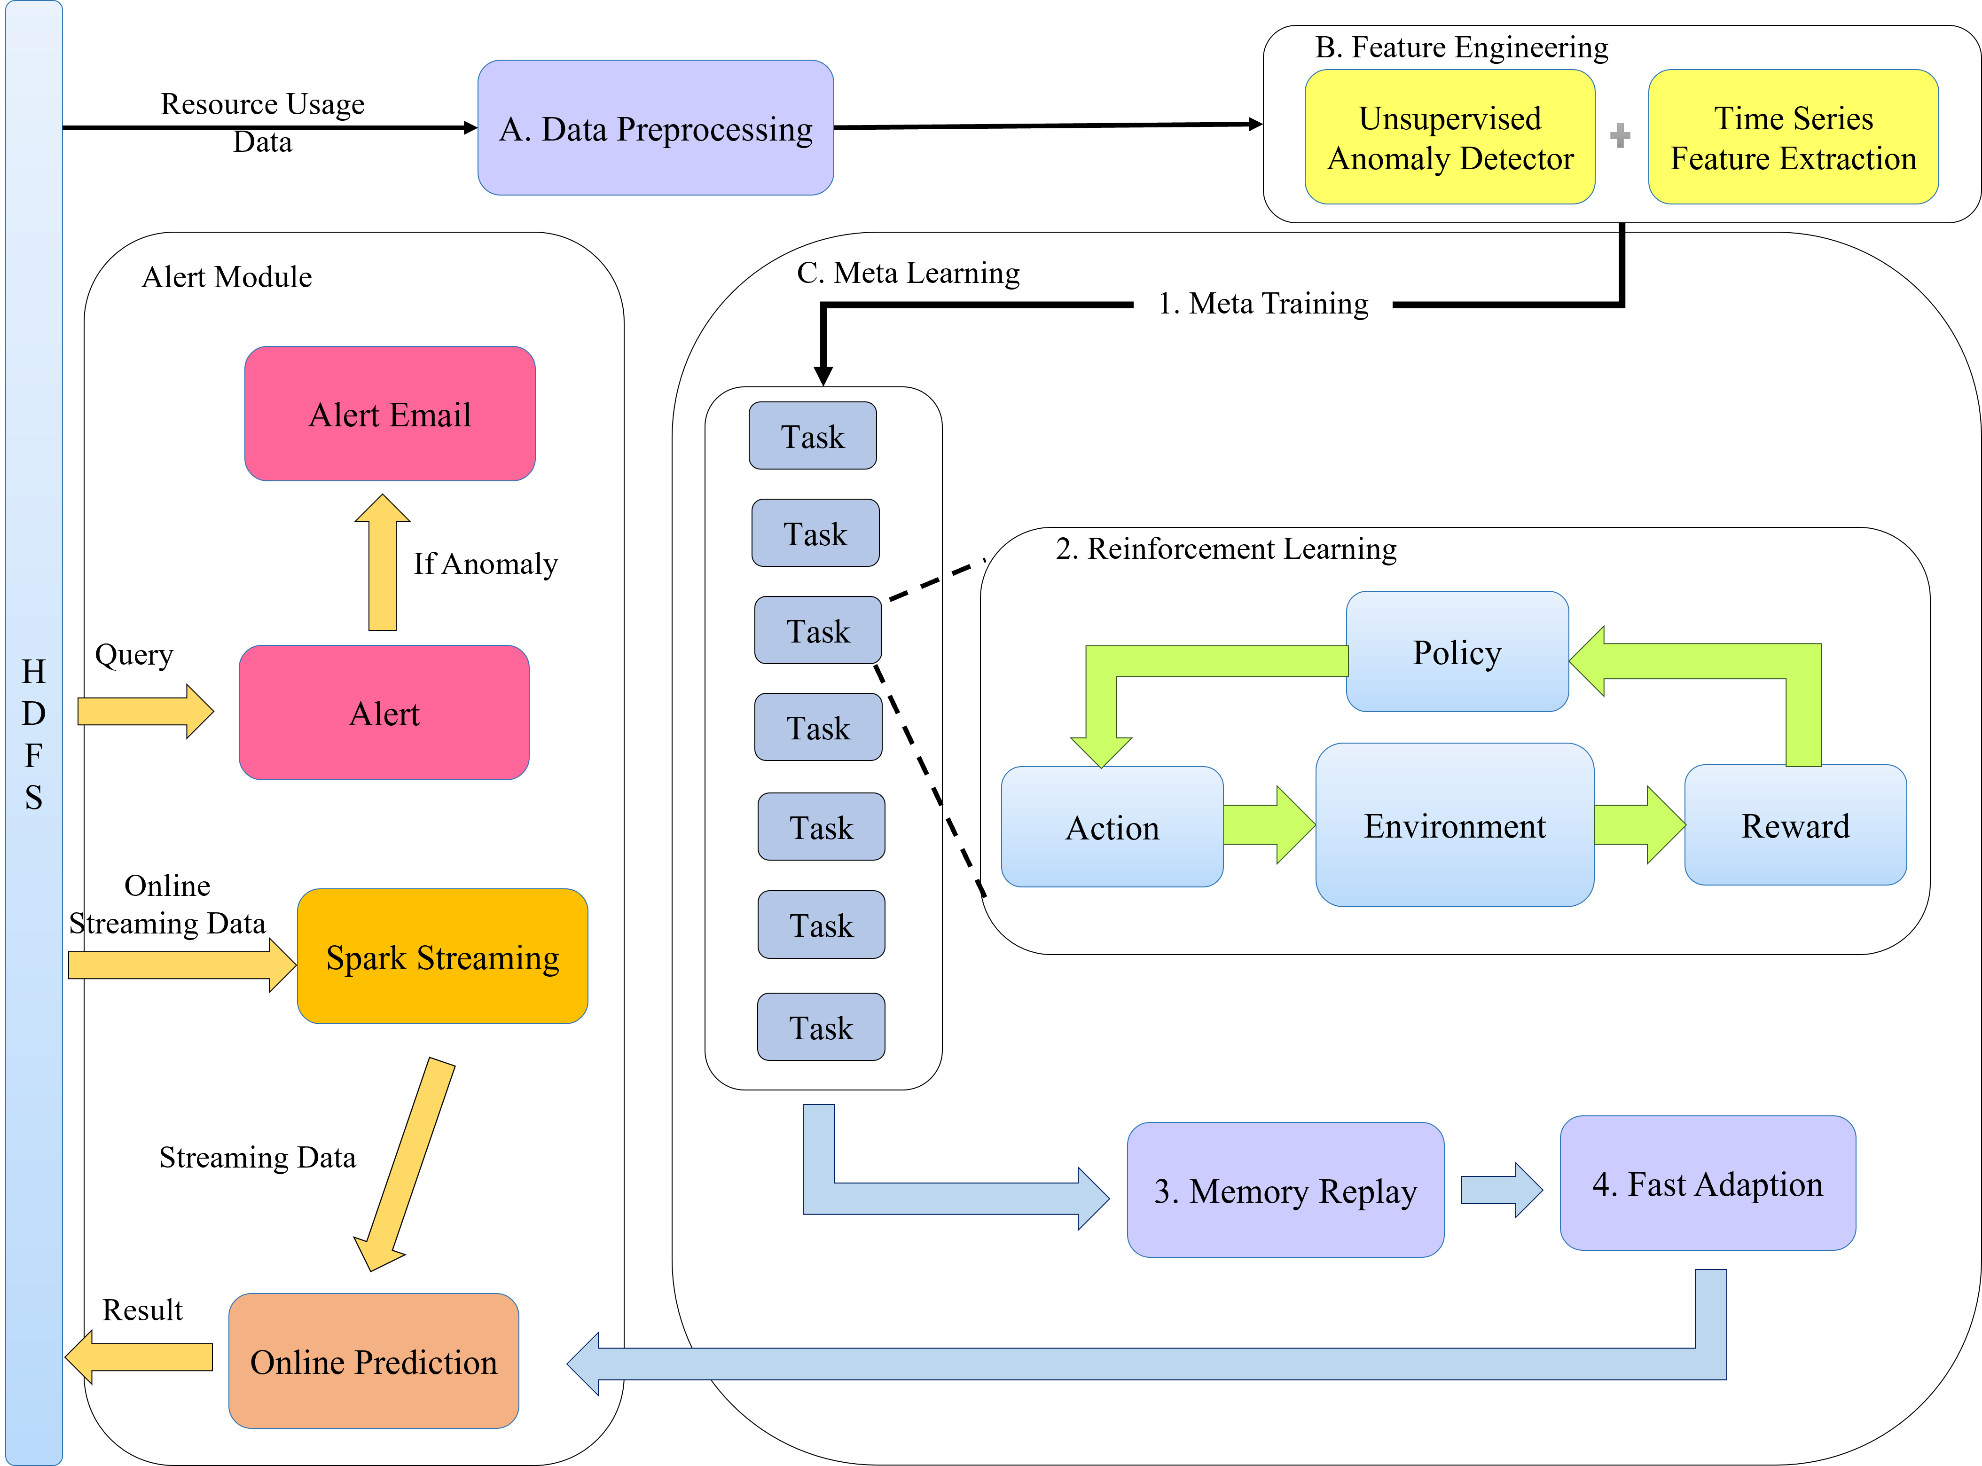 H
D
F
S
Resource Usage
Data
A. Data Preprocessing
B. Feature Engineering
Unsupervised
Anomaly Detector
Time Series
Feature Extraction
Alert Module
Alert Email
If Anomaly
Query
Alert
Online
Streaming Data
Spark Streaming
Streaming Data
Result
Online Prediction
C. Meta Learning
1. Meta Training
Task
Task
Task
Task
Task
Task
Task
2. Reinforcement Learning
Policy
Action
Environment
Reward
3. Memory Replay
4. Fast Adaption